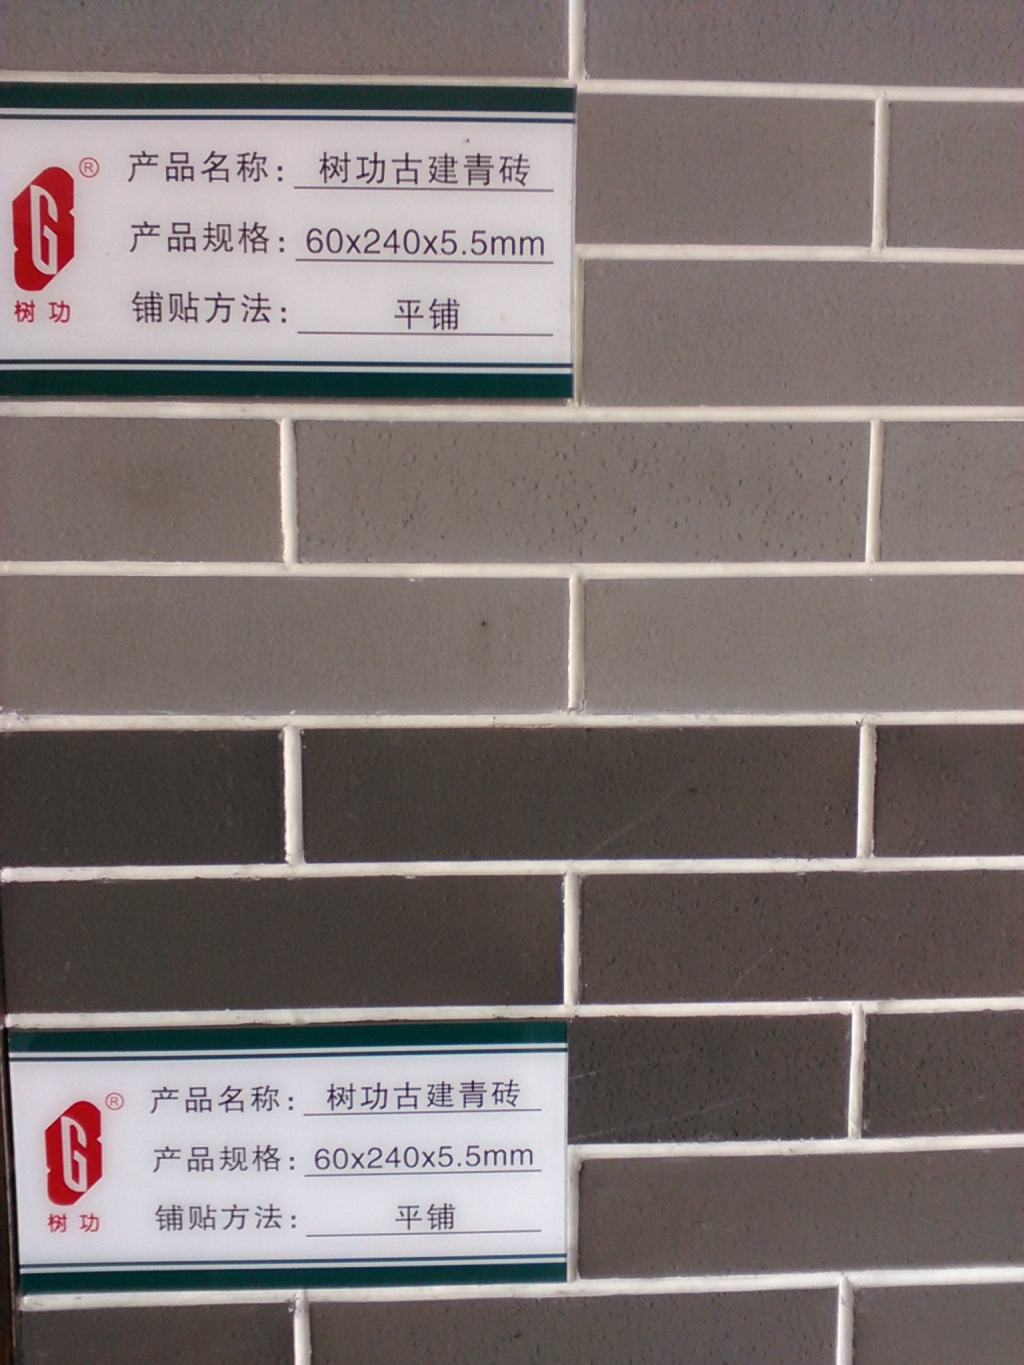 产品名称： 树功古建青砖
®
产品规格： 60x240x5.5mm
铺贴方法： 平铺
树功
产品名称： 树功古建青砖
®
产品规格： 60x240x5.5mm
铺贴方法： 平铺
树功